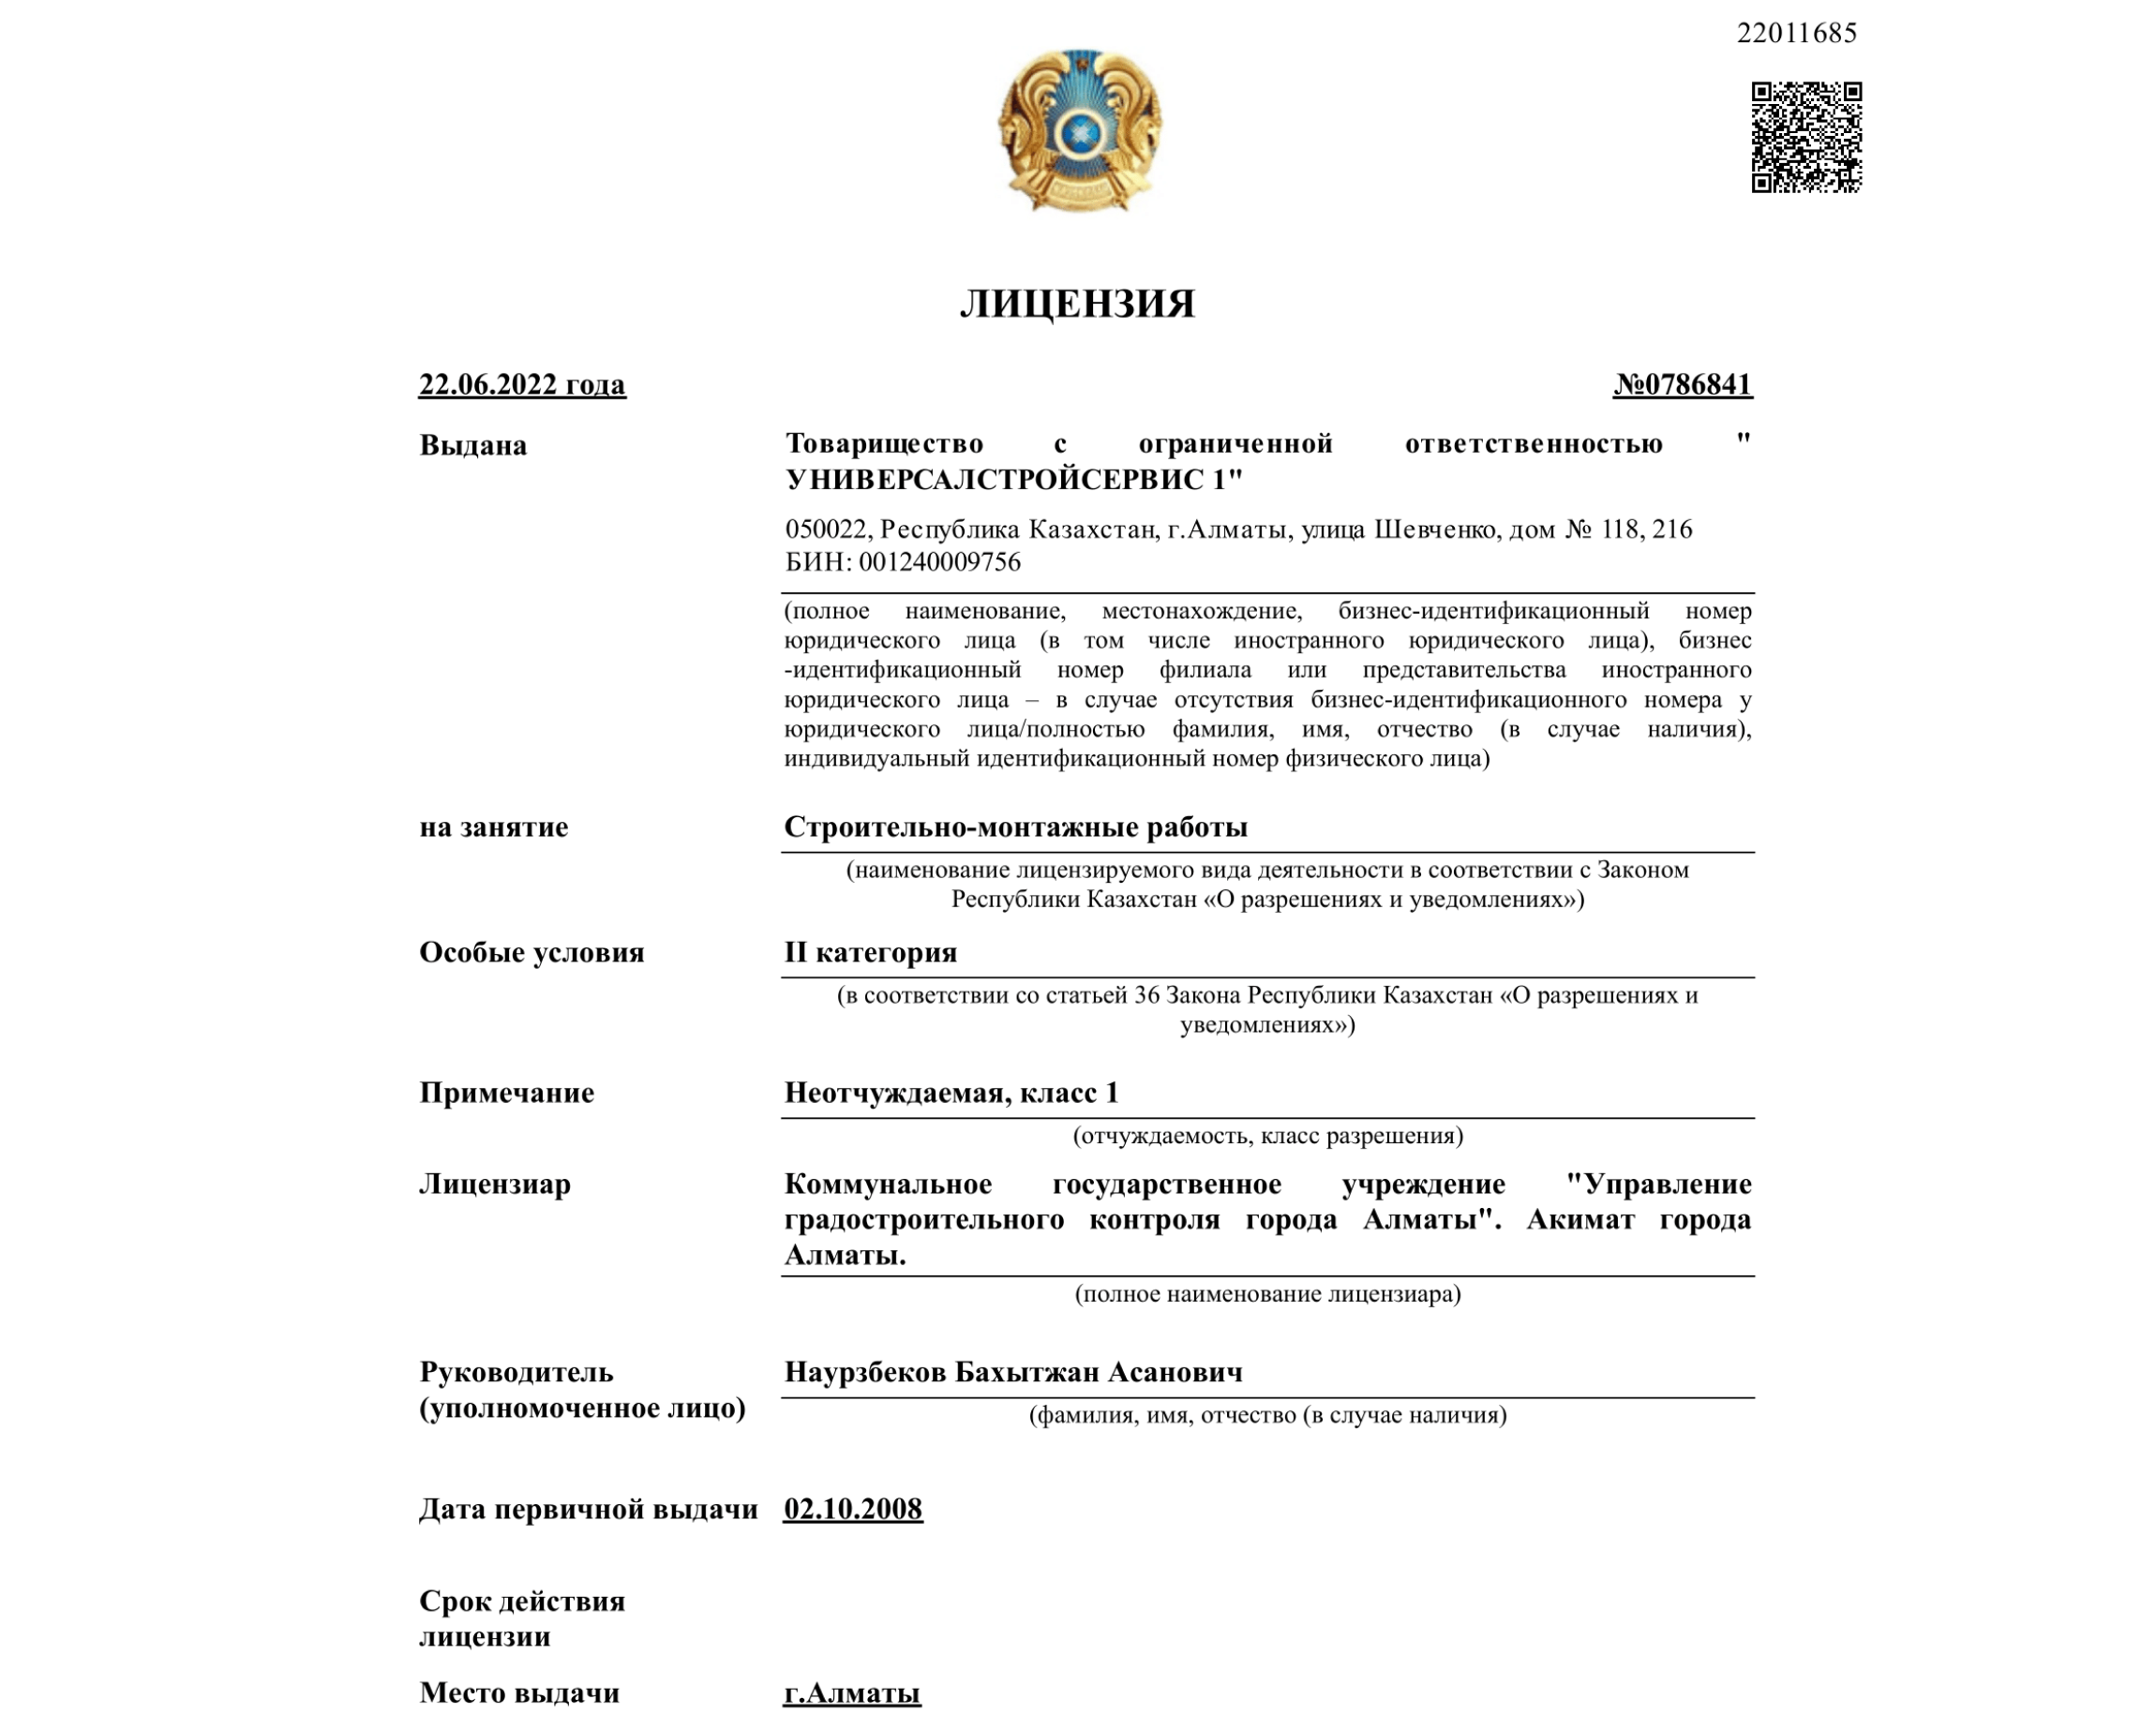 22011685
ЛИЦЕНЗИЯ
22.06.2022 года
№0786841
Выдана
Товарищество с ограниченной ответственностью "
УНИВЕРСАЛСТРОЙСЕРВИС 1"
050022, Республика Казахстан, г.Алматы, улица Шевченко, дом № 118, 216
БИН: 001240009756
(полное наименование, местонахождение, бизнес-идентификационный номер
юридического лица (в том числе иностранного юридического лица), бизнес
-идентификационный номер филиала или представительства иностранного
юридического лица – в случае отсутствия бизнес-идентификационного номера у
юридического лица/полностью фамилия, имя, отчество (в случае наличия),
индивидуальный идентификационный номер физического лица)
на занятие
Строительно-монтажные работы
(наименование лицензируемого вида деятельности в соответствии с Законом
Республики Казахстан «О разрешениях и уведомлениях»)
Особые условия
II категория
(в соответствии со статьей 36 Закона Республики Казахстан «О разрешениях и
уведомлениях»)
Примечание
Неотчуждаемая, класс 1
(отчуждаемость, класс разрешения)
Лицензиар
Коммунальное государственное учреждение "Управление
градостроительного контроля города Алматы". Акимат города
Алматы.
(полное наименование лицензиара)
Руководитель
(уполномоченное лицо)
Наурзбеков Бахытжан Асанович
(фамилия, имя, отчество (в случае наличия)
Дата первичной выдачи
02.10.2008
Срок действия
лицензии
Место выдачи
г.Алматы